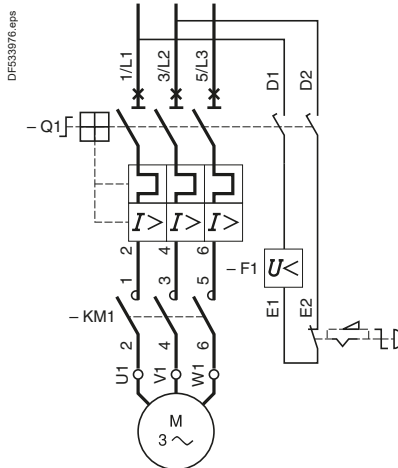 DF533976.eps
1/L1
3/L2
5/L3
D1
D2
– Q1
I>
I>
I>
2
4
6
– F1
U<
1
3
5
E1
E2
– KM1
2
4
6
U1
V1
W1
M
3 ~